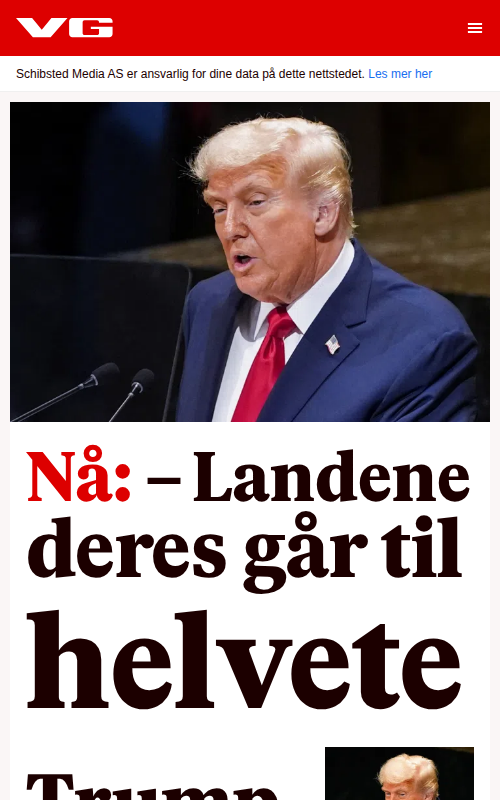 VG
Schibsted Media AS er ansvarlig for dine data på dette nettstedet. Les mer her
Nå: – Landene
deres går til
helvete
Trump